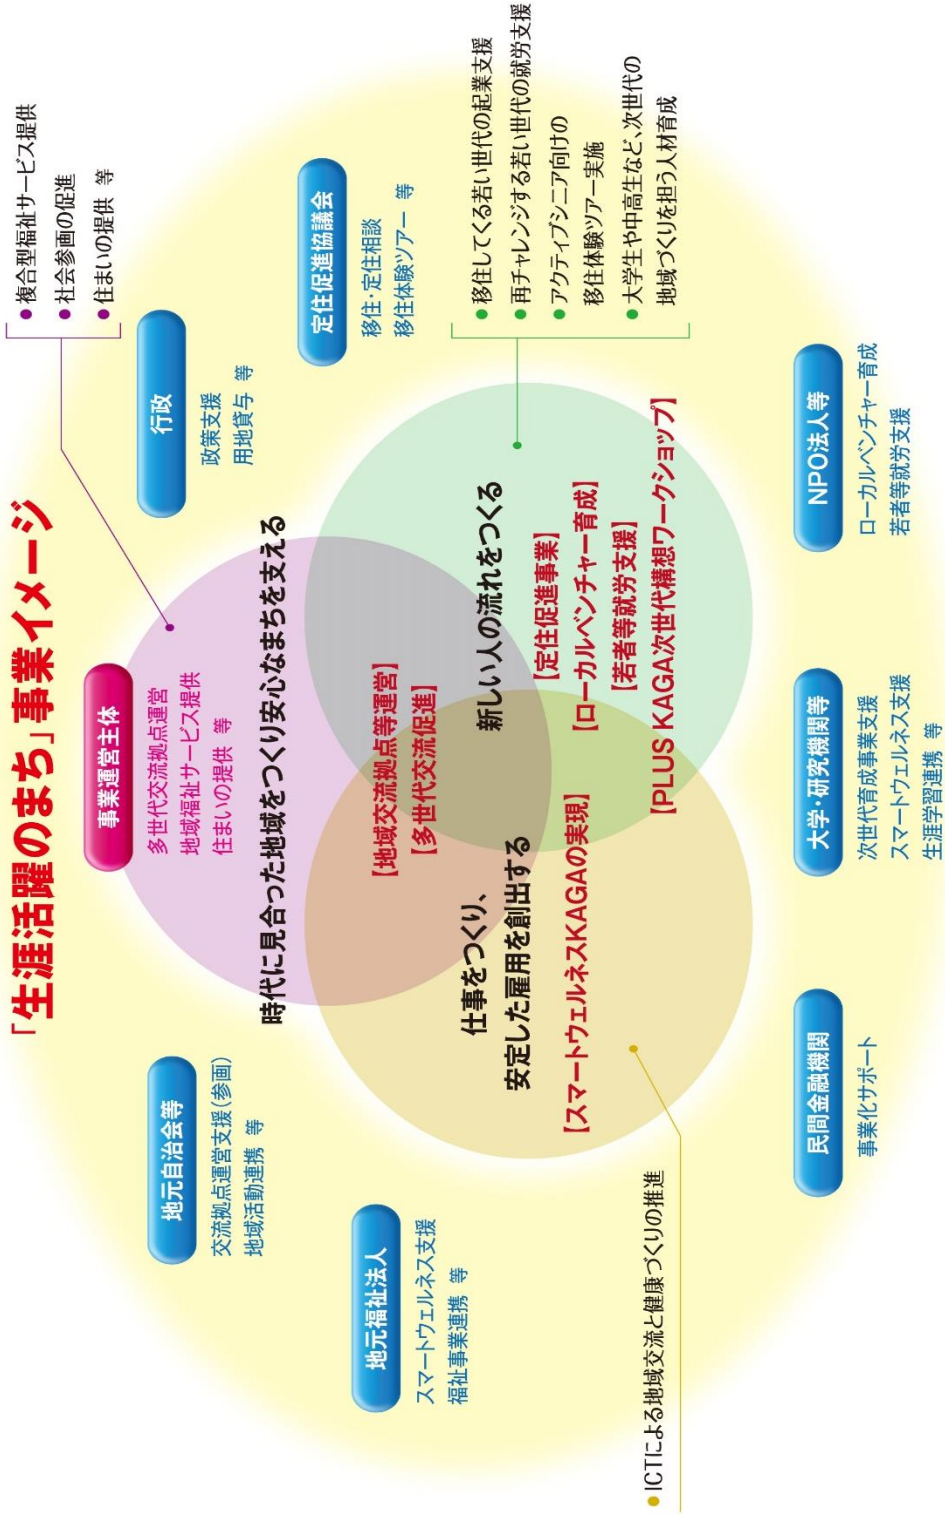 「生涯活躍のまち」事業イメージ
事業運営主体
多世代交流拠点運営
地域福祉サービス提供
住まいの提供 等
行政
政策支援
用地貸与 等
● 複合型福祉サービス提供
● 社会参画の促進
● 住まいの提供 等
地元自治会等
交流拠点運営支援(参画)
地域活動連携 等
定住促進協議会
移住・定住相談
移住体験ツアー 等
地元福祉法人
スマートウェルネス支援
福祉事業連携 等
時代に見合った地域をつくり安心なまちを支える
【地域交流拠点等運営】
【多世代交流促進】
仕事をつくり、
安定した雇用を創出する
【スマートウェルネスKAGAの実現】
新しい人の流れをつくる
【定住促進事業】
【ローカルベンチャー育成】
【若者等就労支援】
【PLUS KAGA次世代構想ワークショップ】
● 移住してくる若い世代の起業支援
● 再チャレンジする若い世代の就労支援
● アクティブシニア向けの
移住体験ツアー実施
● 大学生や中高生など、次世代の
地域づくりを担う人材育成
● ICTによる地域交流と健康づくりの推進
民間金融機関
事業化サポート
大学・研究機関等
次世代育成事業支援
スマートウェルネス支援
生涯学習連携 等
NPO法人等
ローカルベンチャー育成
若者等就労支援